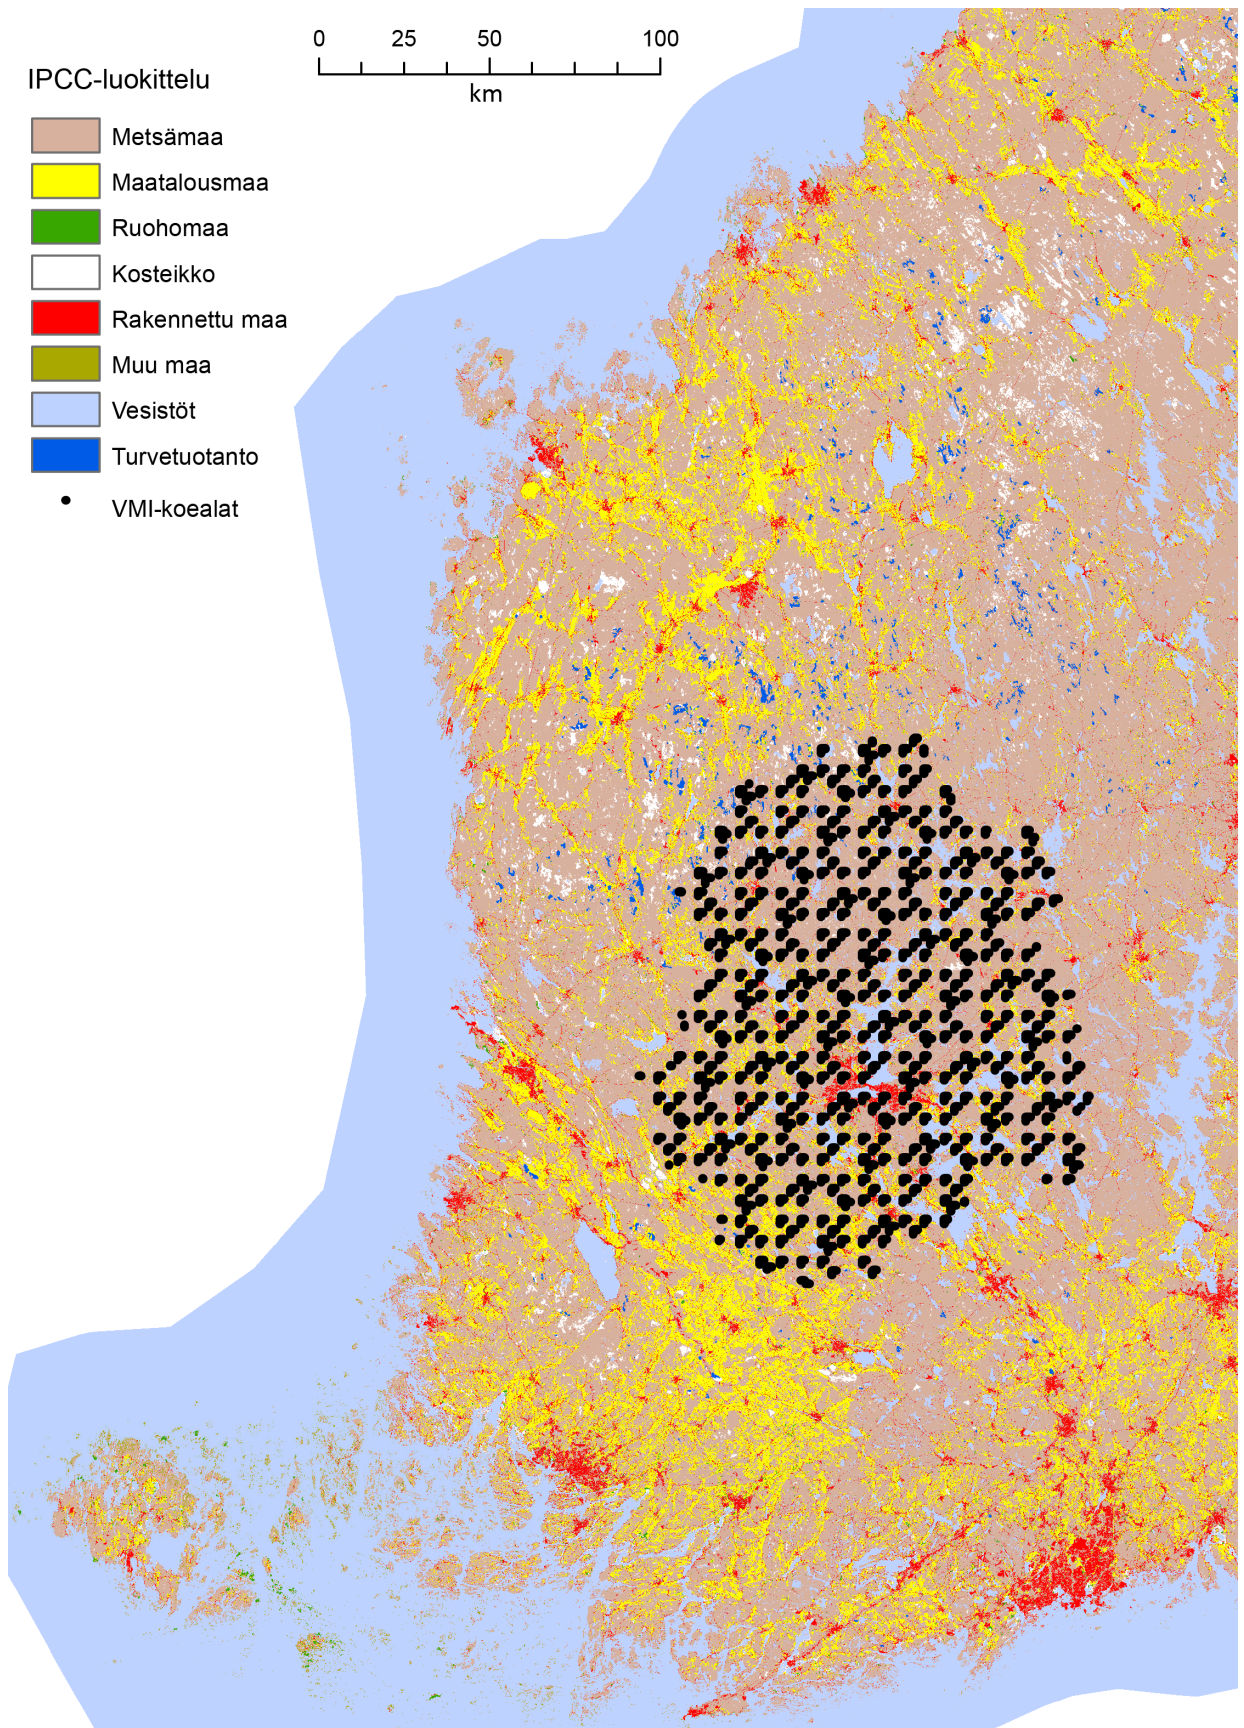 0 25 50 100
km
IPCC-luokittelu
Metsämaa
Maatalousmaa
Ruohomaa
Kosteikko
Rakennettu maa
Muu maa
Vesistöt
Turvetuotanto
VMI-koealat